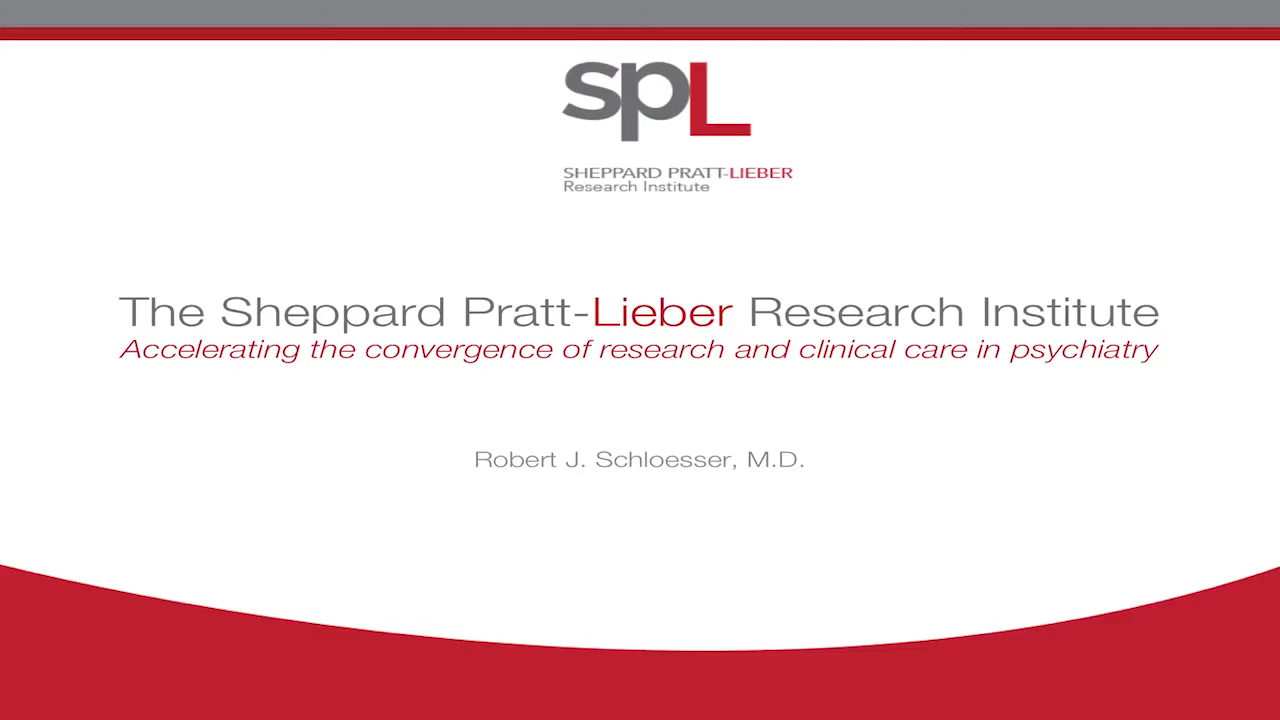 spL
SHEPPARD PRATT-LIEBER
Research Institute
The Sheppard Pratt-Lieber Research Institute
Accelerating the convergence of research and clinical care in psychiatry
Robert J. Schloesser, M.D.